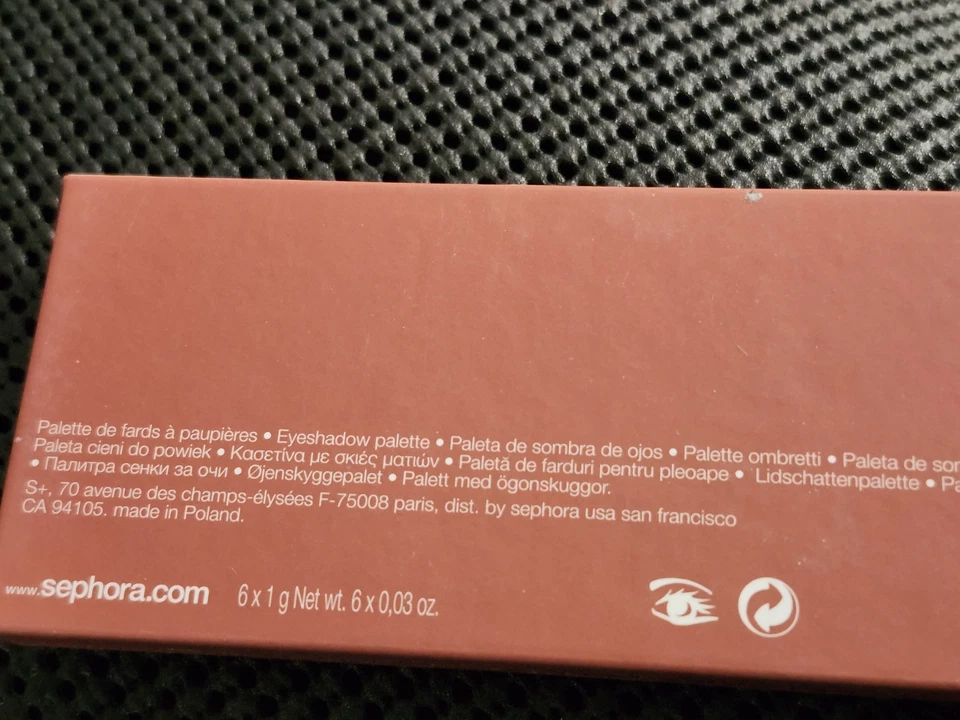 Palette de fards à paupières • Eyeshadow palette • Paleta de sombra de ojos • Palette ombretti • Paleta de
Paleta cieni do powiek • Κασετίνα με σκιές ματιών • Paletă de farduri pentru pleoape • Lidschattenpalette •
• Палитра сенки за очи • Øjenskyggepalet • Palett med ögonskuggor.
S+, 70 avenue des champs-élysées F-75008 paris, dist. by sephora usa san francisco
CA 94105. made in Poland.
www.sephora.com 6 x 1 g Net wt. 6 x 0,03 oz.